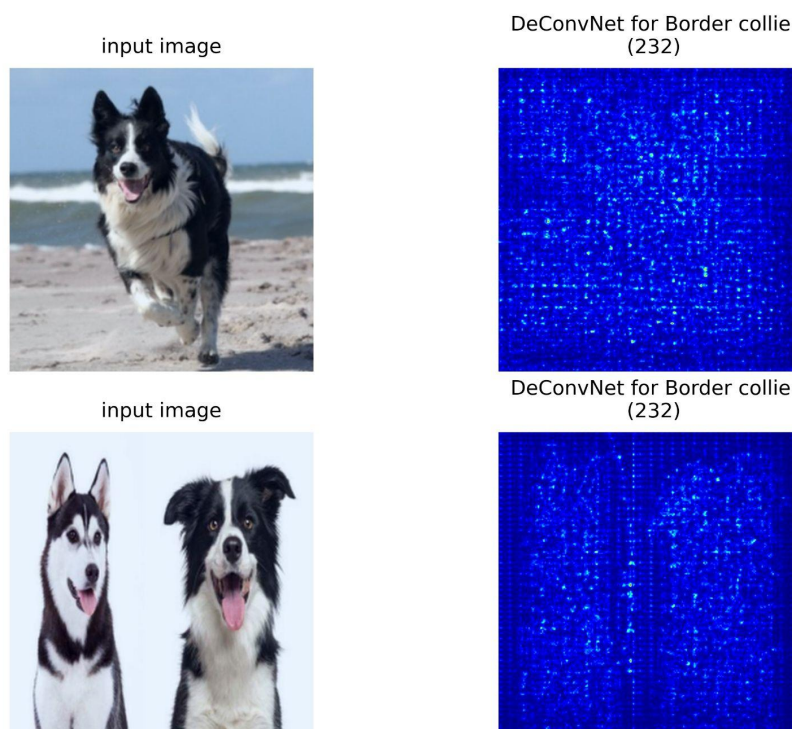 input image
DeConvNet for Border collie
(232)
input image
DeConvNet for Border collie
(232)